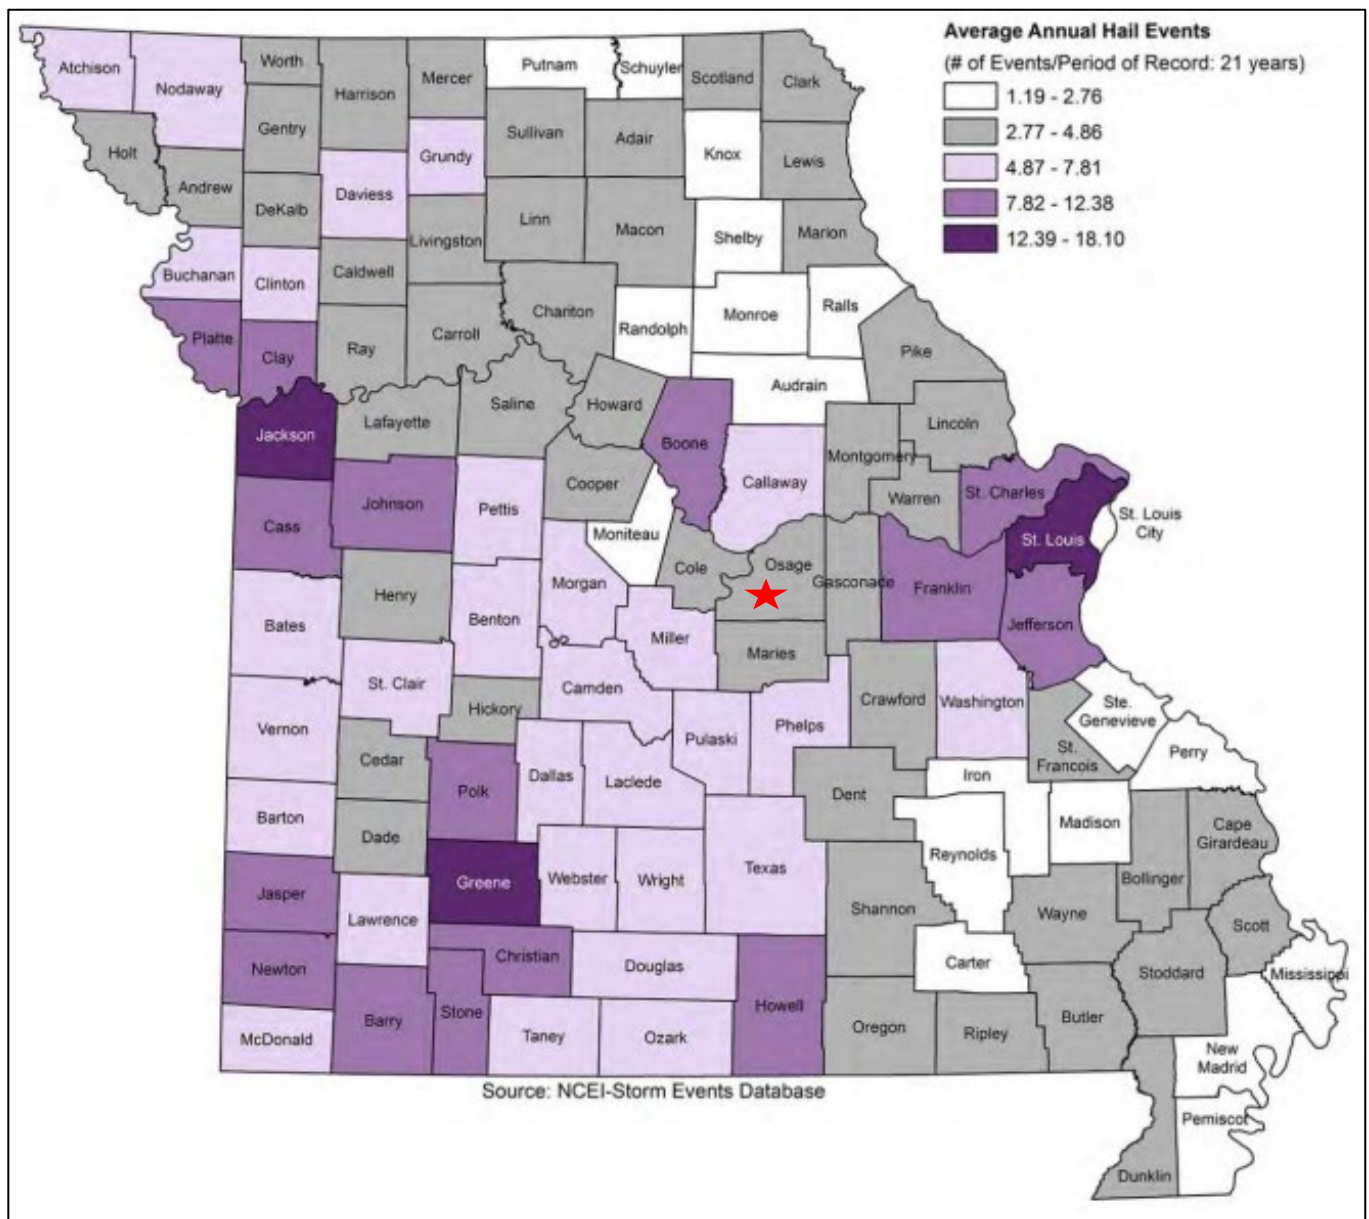 Average Annual Hail Events
(# of Events/Period of Record: 21 years)
1.19 - 2.76
2.77 - 4.86
4.87 - 7.81
7.82 - 12.38
12.39 - 18.10
Atchison
Nodaway
Worth
Harrison
Mercer
Putnam
Schuyler
Scotland
Clark
Gentry
Sullivan
Adair
Knox
Lewis
Holt
Andrew
DeKalb
Daviess
Grundy
Livingston
Linn
Macon
Shelby
Marion
Buchanan
Clinton
Caldwell
Chariton
Randolph
Monroe
Ralls
Platte
Clay
Ray
Carroll
Pike
Audrain
Jackson
Lafayette
Saline
Howard
Boone
Callaway
Montgomery
Lincoln
Warren
St. Charles
St. Louis
City
St. Louis
Cass
Johnson
Pettis
Cooper
Moniteau
Cole
Osage
Gasconade
Franklin
Jefferson
Bates
Henry
Benton
Morgan
Miller
Maries
Vernon
St. Clair
Hickory
Camden
Pulaski
Phelps
Crawford
Washington
St.
Francois
Ste.
Genevieve
Perry
Cedar
Polk
Dallas
Laclede
Dent
Iron
Madison
Barton
Dade
Reynolds
Bollinger
Cape
Girardeau
Jasper
Greene
Webster
Wright
Texas
Shannon
Wayne
Scott
Lawrence
Newton
Christian
Douglas
Howell
Carter
Stoddard
Mississippi
McDonald
Barry
Stone
Taney
Ozark
Oregon
Ripley
Butler
New
Madrid
Pemiscot
Dunklin
Source: NCEI-Storm Events Database